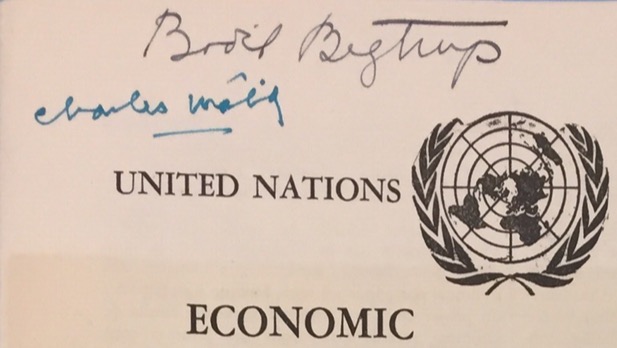 Bodil Begtrup
Charles Malik
UNITED NATIONS
ECONOMIC